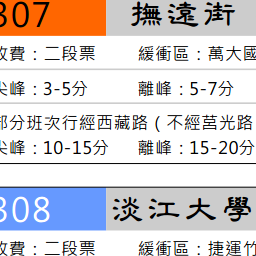 307 撫遠街
收費：二段票 緩衝區：萬大國
尖峰：3-5分 離峰：5-7分
部分班次行經西藏路（不經莒光路
尖峰：10-15分 離峰：15-20分
308 淡江大學
收費：二段票 緩衝區：捷運竹